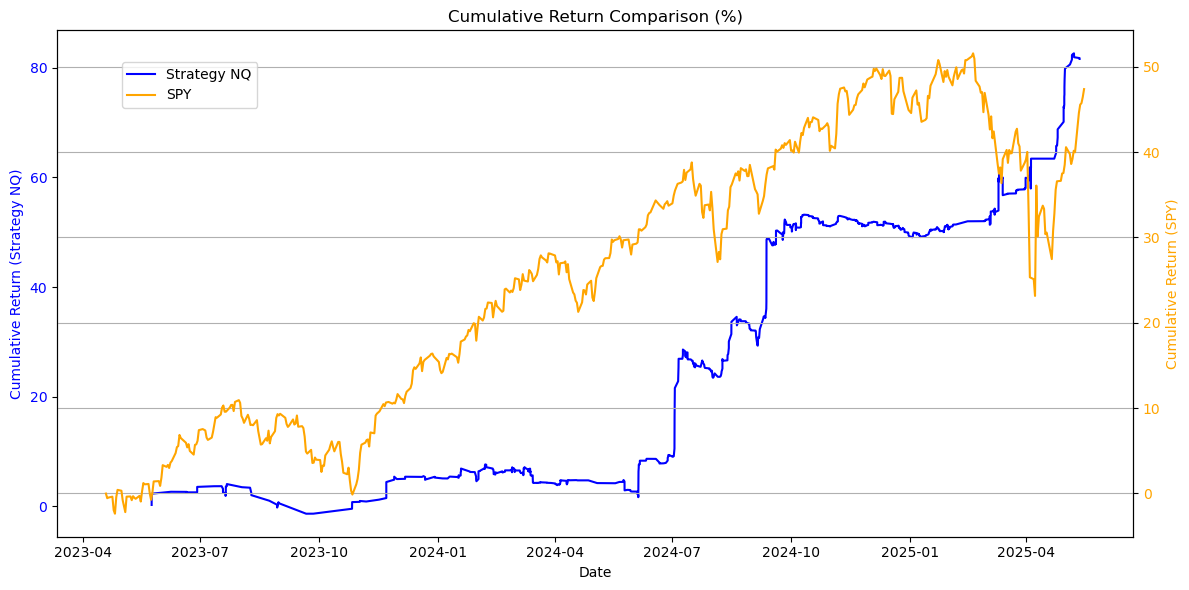 Cumulative Return Comparison (%)
Strategy NQ
SPY
Cumulative Return (Strategy NQ)
80
60
40
20
0
Cumulative Return (SPY)
50
40
30
20
10
0
2023-04 2023-07 2023-10 2024-01 2024-04 2024-07 2024-10 2025-01 2025-04
Date